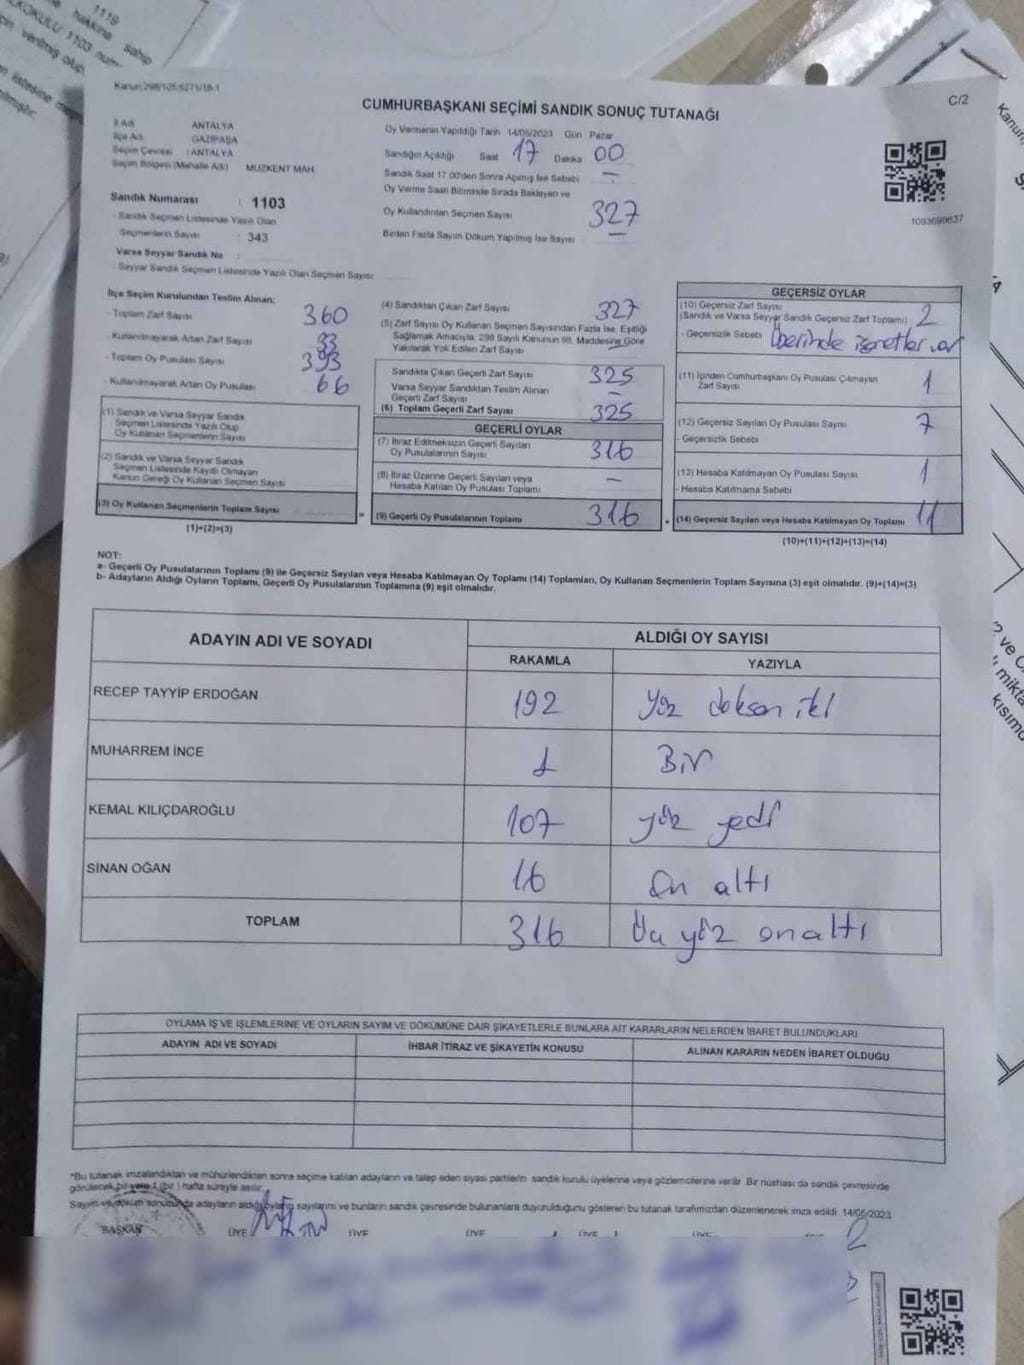 1119
hakkına sahip
KOKULU 1103 num
verilmiş olup
listesine
Kanun:298/105,6271/18-1
C/2
CUMHURBAŞKANI SEÇİMİ SANDIK SONUÇ TUTANAĞI
İl Adı ANTALYA
İlçe Adı GAZİPAŞA
Seçim Çevresi : ANTALYA
Seçim Bölgesi (Mahalle Adı) MUZKENT MAH.
Sandık Numarası : 1103
- Sandık Seçmen Listesinde Yazılı Olan
Seçmenlerin Sayısı : 343
Varsa Seyyar Sandık No :
- Seyyar Sandık Seçmen Listesinde Yazılı Olan Seçmen Sayısı:
Oy Vermenin Yapıldığı Tarih 14/05/2023 Gün Pazar
Sandığın Açıldığı Saat 17 Dakika 00
Sandık Saat 17.00'den Sonra Açılmış İse Sebebi -
Oy Verme Saati Bitiminde Sırada Bekleyen ve
Oy Kullandırılan Seçmen Sayısı 327
Birden Fazla Sayım Döküm Yapılmış İse Sayısı -
1093690637
İlçe Seçim Kurulundan Teslim Alınan;
- Toplam Zarf Sayısı 360
- Kullanılmayarak Artan Zarf Sayısı 33
- Toplam Oy Pusulası Sayısı 393
- Kullanılmayarak Artan Oy Pusulası 66
(1) Sandık ve Varsa Seyyar Sandık
Seçmen Listesinde Yazılı Olup
Oy Kullanan Seçmenlerin Sayısı
(2) Sandık ve Varsa Seyyar Sandık
Seçmen Listesinde Kayıtlı Olmayan
Kanun Gereği Oy Kullanan Seçmen Sayısı
(3) Oy Kullanan Seçmenlerin Toplam Sayısı
(1)+(2)=(3)
(4) Sandıktan Çıkan Zarf Sayısı 327
(5) Zarf Sayısı Oy Kullanan Seçmen Sayısından Fazla İse, Eşitliği
Sağlamak Amacıyla, 298 Sayılı Kanunun 98. Maddesine Göre
Yakılarak Yok Edilen Zarf Sayısı -
Sandıkta Çıkan Geçerli Zarf Sayısı 325
Varsa Seyyar Sandıktan Teslim Alınan
Geçerli Zarf Sayısı -
(6) Toplam Geçerli Zarf Sayısı 325
GEÇERLİ OYLAR
(7) İtiraz Edilmeksizin Geçerli Sayılan
Oy Pusulalarının Sayısı 316
(8) İtiraz Üzerine Geçerli Sayılan veya
Hesaba Katılan Oy Pusulası Toplamı -
= (9) Geçerli Oy Pusulalarının Toplamı 316
GEÇERSİZ OYLAR
(10) Geçersiz Zarf Sayısı
(Sandık ve Varsa Seyyar Sandık Geçersiz Zarf Toplamı) 2
- Geçersizlik Sebebi Üzerinde işaretler var
(11) İçinden Cumhurbaşkanı Oy Pusulası Çıkmayan
Zarf Sayısı 1
(12) Geçersiz Sayılan Oy Pusulası Sayısı 7
- Geçersizlik Sebebi
(13) Hesaba Katılmayan Oy Pusulası Sayısı 1
- Hesaba Katılmama Sebebi
+ (14) Geçersiz Sayılan veya Hesaba Katılmayan Oy Toplamı 11
(10)+(11)+(12)+(13)=(14)
NOT:
a- Geçerli Oy Pusulalarının Toplamı (9) ile Geçersiz Sayılan veya Hesaba Katılmayan Oy Toplamı (14) Toplamları, Oy Kullanan Seçmenlerin Toplam Sayısına (3) eşit olmalıdır. (9)+(14)=(3)
b- Adayların Aldığı Oyların Toplamı, Geçerli Oy Pusulalarının Toplamına (9) eşit olmalıdır.
ADAYIN ADI VE SOYADI ALDIĞI OY SAYISI
RAKAMLA YAZIYLA
RECEP TAYYİP ERDOĞAN 192 yüz doksan iki
MUHARREM İNCE 1 Bir
KEMAL KILIÇDAROĞLU 107 yüz yedi
SİNAN OĞAN 16 on altı
TOPLAM 316 Üç yüz onaltı
OYLAMA İŞ VE İŞLEMLERİNE VE OYLARIN SAYIM VE DÖKÜMÜNE DAİR ŞİKAYETLERLE BUNLARA AİT KARARLARIN NELERDEN İBARET BULUNDUKLARI
ADAYIN ADI VE SOYADI İHBAR İTİRAZ VE ŞİKAYETİN KONUSU ALINAN KARARIN NEDEN İBARET OLDUĞU
*Bu tutanak imzalandıktan ve mühürlendikten sonra seçime katılan adayların ve talep eden siyasi partilerin sandık kurulu üyelerine veya gözlemcilerine verilir. Bir nüshası da sandık çevresinde
görülecek bir yere 1 (bir ) hafta süreyle asılır.
Sayım ve döküm sonucunda adayların aldığı oyların sayılarını ve bunların sandık çevresinde bulunanlara duyurulduğunu gösteren bu tutanak tarafımızdan düzenlenerek imza edildi. 14/05/2023
BAŞKAN ÜYE ÜYE ÜYE ÜYE ÜYE